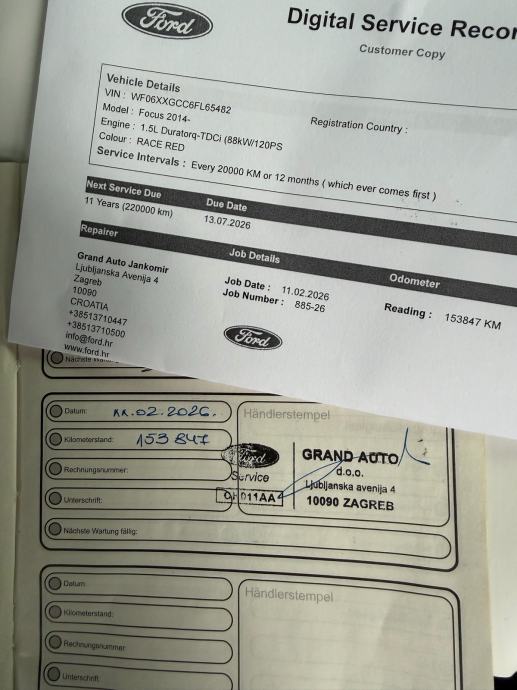 Ford
Digital Service Recor
Customer Copy
Vehicle Details
VIN : WF06XXGCC6FL65482
Registration Country :
Model : Focus 2014-
Engine : 1.5L Duratorq-TDCi (88kW/120PS
Colour : RACE RED
Service Intervals : Every 20000 KM or 12 months ( which ever comes first )
Next Service Due
Due Date
11 Years (220000 km)
13.07.2026
Repairer
Job Details
Odometer
Grand Auto Jankomir
Ljubljanska Avenija 4
Zagreb
10090
CROATIA
+38513710447
+38513710500
info@ford.hr
www.ford.hr
Job Date : 11.02.2026
Job Number : 885-26
Reading : 153847 KM
Ford
Nächste
Datum: 11.02.2026.
Händlerstempel
Kilometerstand: 153 847
Rechnungsnummer:
Unterschrift:
Ford
Service
011AA
GRAND AUTO
d.o.o.
Ljubljanska avenija 4
10090 ZAGREB
Nächste Wartung fällig:
Datum:
Händlerstempel
Kilometerstand:
Rechnungsnummer
Unterschrift: